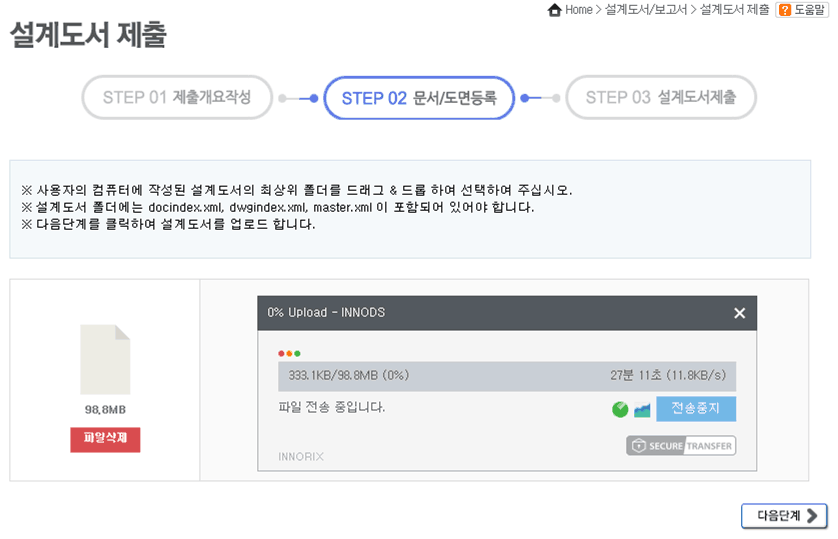 Home > 설계도서/보고서 > 설계도서 제출 ? 도움말
설계도서 제출
STEP 01 제출개요작성 STEP 02 문서/도면등록 STEP 03 설계도서제출
※ 사용자의 컴퓨터에 작성된 설계도서의 최상위 폴더를 드래그 & 드롭 하여 선택하여 주십시오.
※ 설계도서 폴더에는 docindex.xml, dwgindex.xml, master.xml 이 포함되어 있어야 합니다.
※ 다음단계를 클릭하여 설계도서를 업로드 합니다.
98,8MB
파일삭제
0% Upload - INNODS
333.1KB/98.8MB (0%) 27분 11초 (11.8KB/s)
파일 전송 중입니다. 전송중지
SECURE TRANSFER
INNORIX
다음단계